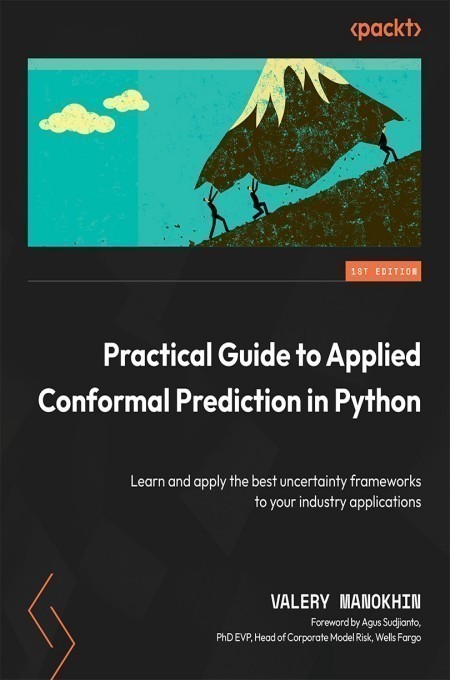 <packt>
1ST EDITION
Practical Guide to Applied
Conformal Prediction in Python
Learn and apply the best uncertainty frameworks
to your industry applications
VALERY MANOKHIN
Foreword by Agus Sudjianto,
PhD EVP, Head of Corporate Model Risk, Wells Fargo